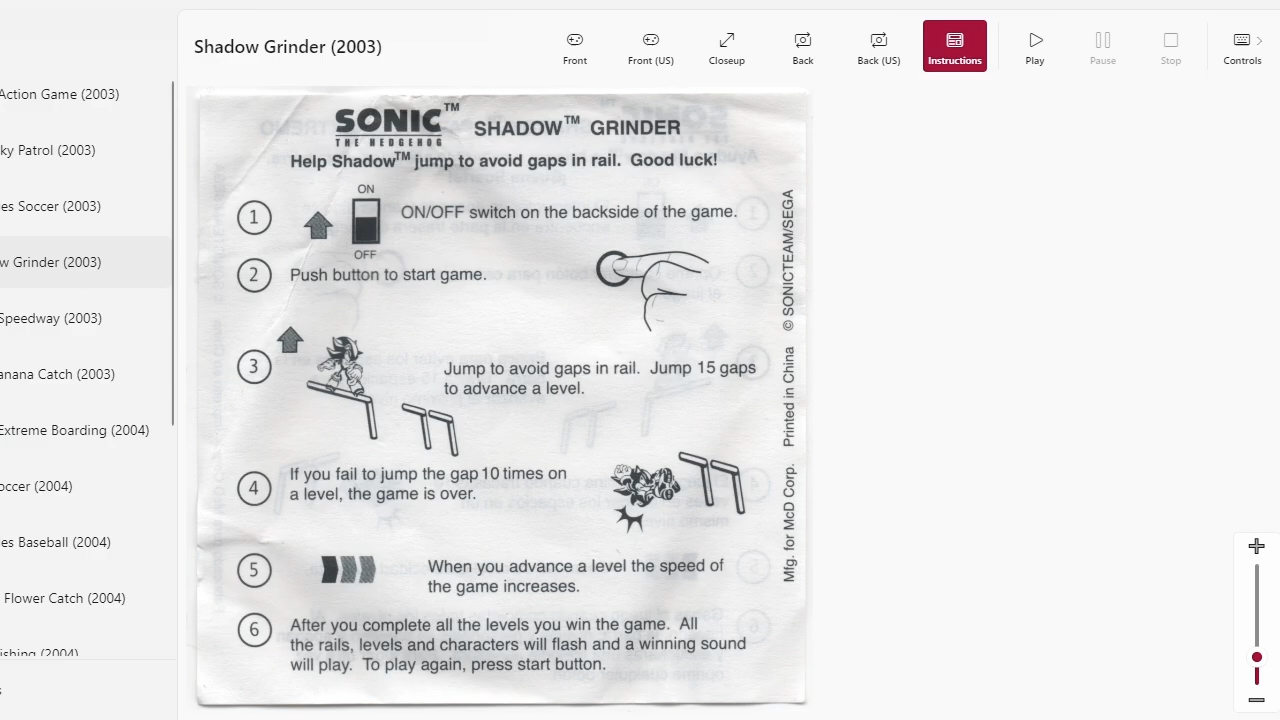 Shadow Grinder (2003)
Front
Front (US)
Closeup
Back
Back (US)
Instructions
Play
Pause
Stop
Controls
Action Game (2003)
ky Patrol (2003)
es Soccer (2003)
w Grinder (2003)
Speedway (2003)
anana Catch (2003)
Extreme Boarding (2004)
occer (2004)
es Baseball (2004)
Flower Catch (2004)
ishing (2004)
s
SONIC™ SHADOW™ GRINDER
THE HEDGEHOG
Help Shadow™ jump to avoid gaps in rail. Good luck!
1
ON
OFF
ON/OFF switch on the backside of the game.
2
Push button to start game.
3
Jump to avoid gaps in rail. Jump 15 gaps
to advance a level.
4
If you fail to jump the gap 10 times on
a level, the game is over.
5
When you advance a level the speed of
the game increases.
6
After you complete all the levels you win the game. All
the rails, levels and characters will flash and a winning sound
will play. To play again, press start button.
Mfg. for McD Corp. Printed in China © SONICTEAM/SEGA